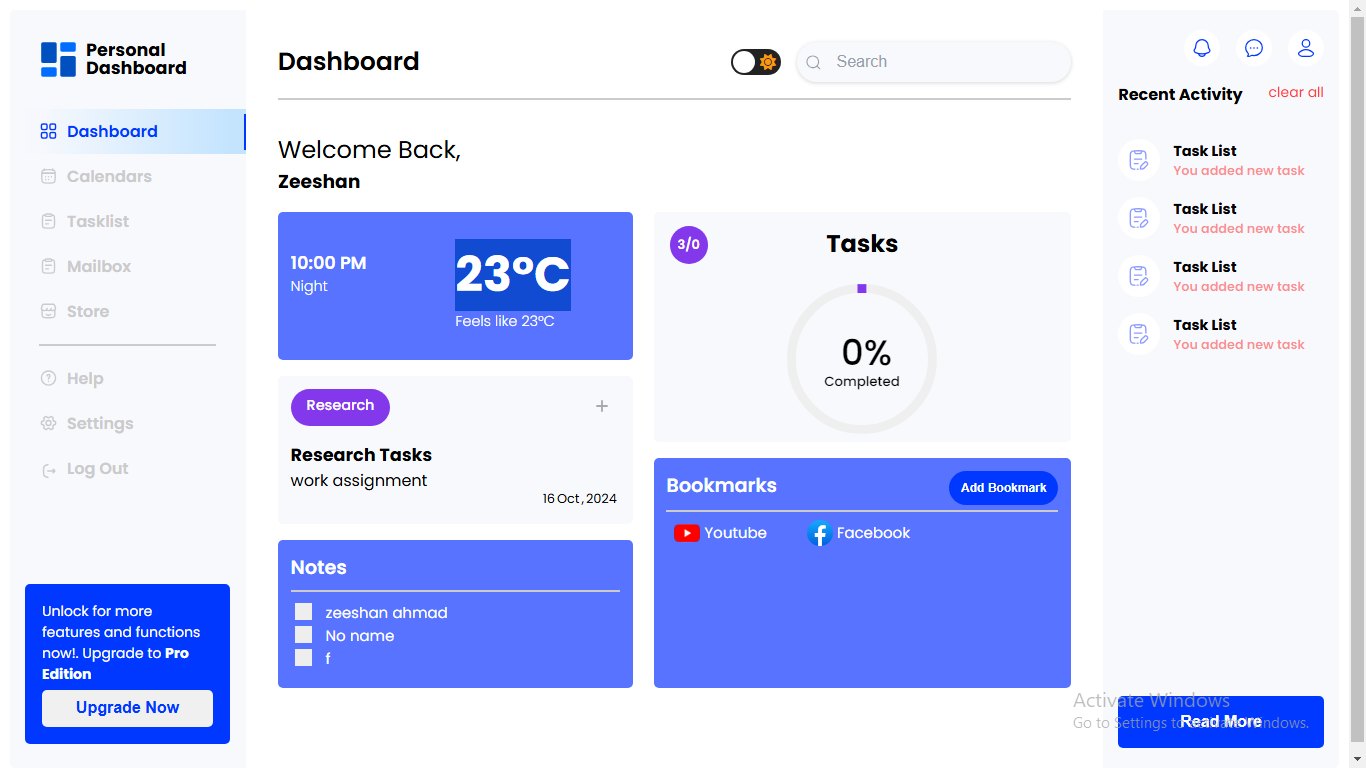 Personal
Dashboard
Dashboard
Calendars
Tasklist
Mailbox
Store
Help
Settings
Log Out
Unlock for more
features and functions
now!. Upgrade to Pro
Edition
Upgrade Now
Dashboard
Search
Welcome Back,
Zeeshan
10:00 PM
Night
23°C
Feels like 23°C
Research
Research Tasks
work assignment
16 Oct, 2024
Notes
zeeshan ahmad
No name
f
3/0
Tasks
0%
Completed
Bookmarks
Add Bookmark
Youtube
Facebook
Recent Activity
clear all
Task List
You added new task
Task List
You added new task
Task List
You added new task
Task List
You added new task
Activate Windows
Go to Settings to activate Windows.
Read More